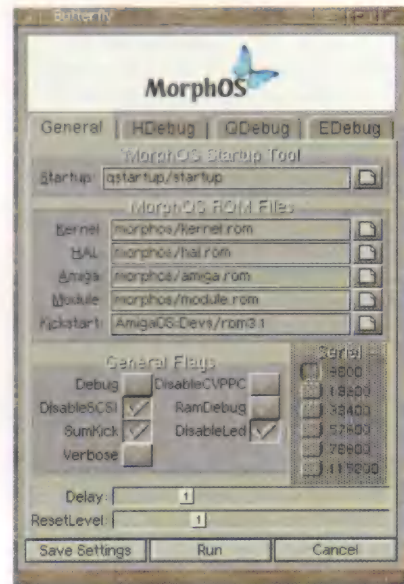 Butterfly
MorphOS
General | HDebug | QDebug | EDebug
MorphOS Startup Tool
Startup: qstartup/startup
MorphOS ROM Files
Kernel morphos/kernel.rom
HAL morphos/hal.rom
Amiga morphos/amiga.rom
Module morphos/module.rom
Kickstart: AmigaOS:Devs/rom3.1
General Flags
Serial
Debug DisableCVPPC
DisableSCSI RamDebug
SumKick DisableLed
Verbose
9600
19200
38400
57600
76800
115200
Delay: 1
ResetLevel: 1
Save Settings Run Cancel